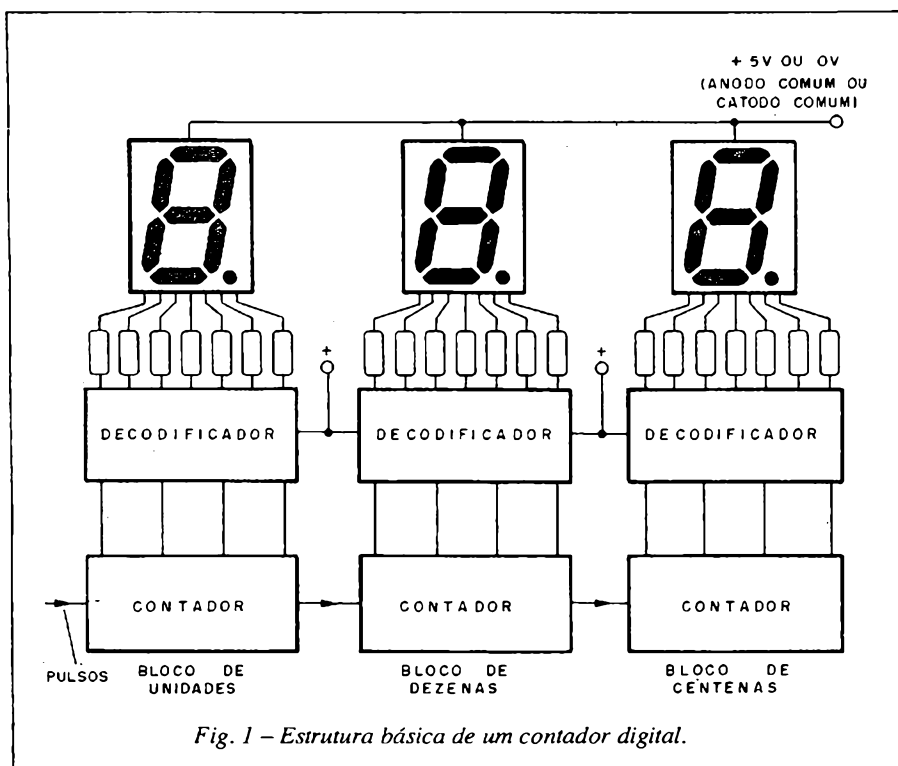 + 5V OU 0V
(ANODO COMUM OU
CATODO COMUM)
+
+
DECODIFICADOR
DECODIFICADOR
DECODIFICADOR
CONTADOR
CONTADOR
CONTADOR
PULSOS
BLOCO DE
UNIDADES
BLOCO DE
DEZENAS
BLOCO DE
CENTENAS
Fig. 1 – Estrutura básica de um contador digital.